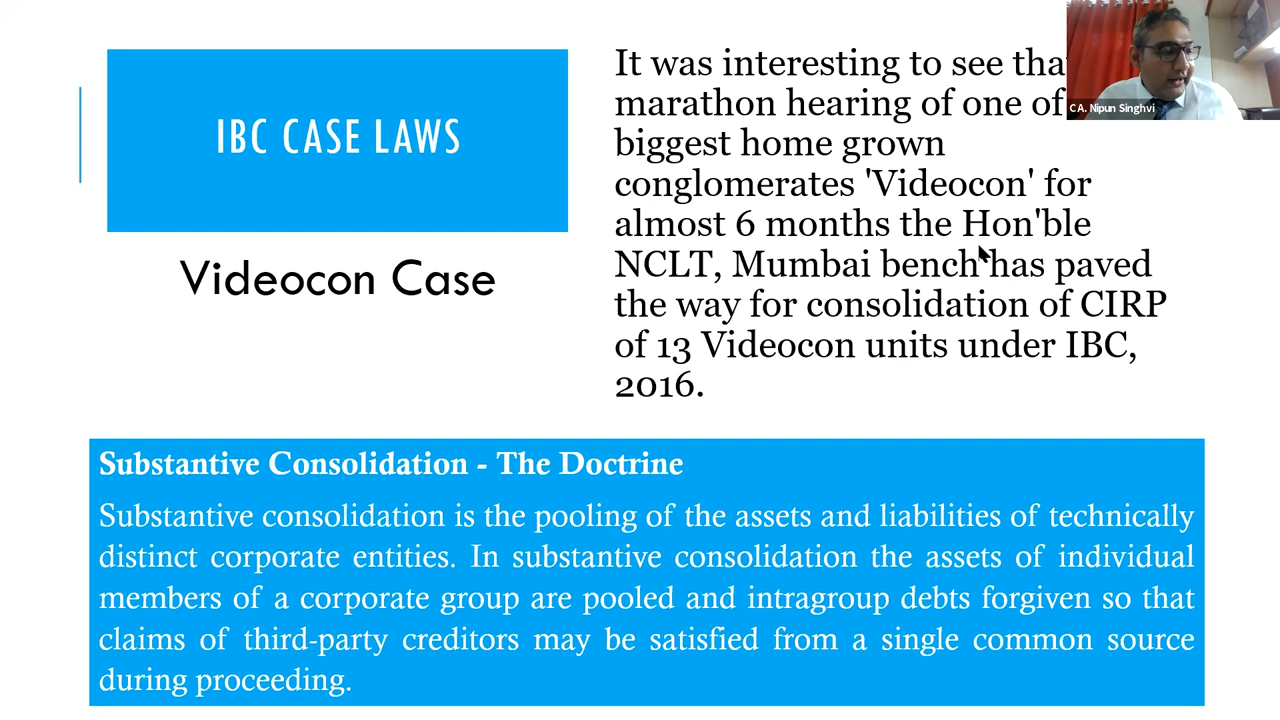 IBC CASE LAWS
Videocon Case
It was interesting to see tha
marathon hearing of one of
biggest home grown
conglomerates 'Videocon' for
almost 6 months the Hon'ble
NCLT, Mumbai bench has paved
the way for consolidation of CIRP
of 13 Videocon units under IBC,
2016.
CA. Nipun Singhvi
Substantive Consolidation - The Doctrine
Substantive consolidation is the pooling of the assets and liabilities of technically
distinct corporate entities. In substantive consolidation the assets of individual
members of a corporate group are pooled and intragroup debts forgiven so that
claims of third-party creditors may be satisfied from a single common source
during proceeding.